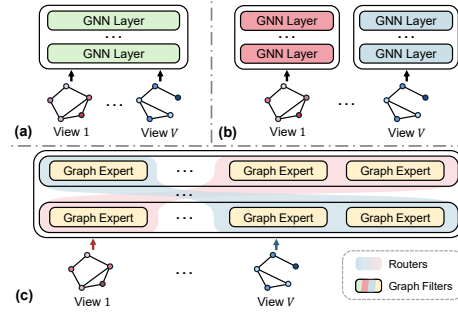 GNN Layer
...
GNN Layer
...
View 1
View V
(a)
GNN Layer
GNN Layer
...
...
GNN Layer
GNN Layer
...
View 1
View V
(b)
Graph Expert ... Graph Expert Graph Expert
...
Graph Expert ... Graph Expert Graph Expert
...
View 1
View V
(c)
Routers
Graph Filters